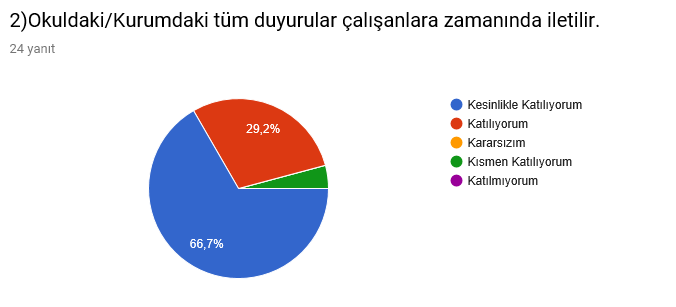 2)Okuldaki/Kurumdaki tüm duyurular çalışanlara zamanında iletilir.
24 yanıt
29,2%
66,7%
Kesinlikle Katılıyorum
Katılıyorum
Kararsızım
Kısmen Katılıyorum
Katılmıyorum